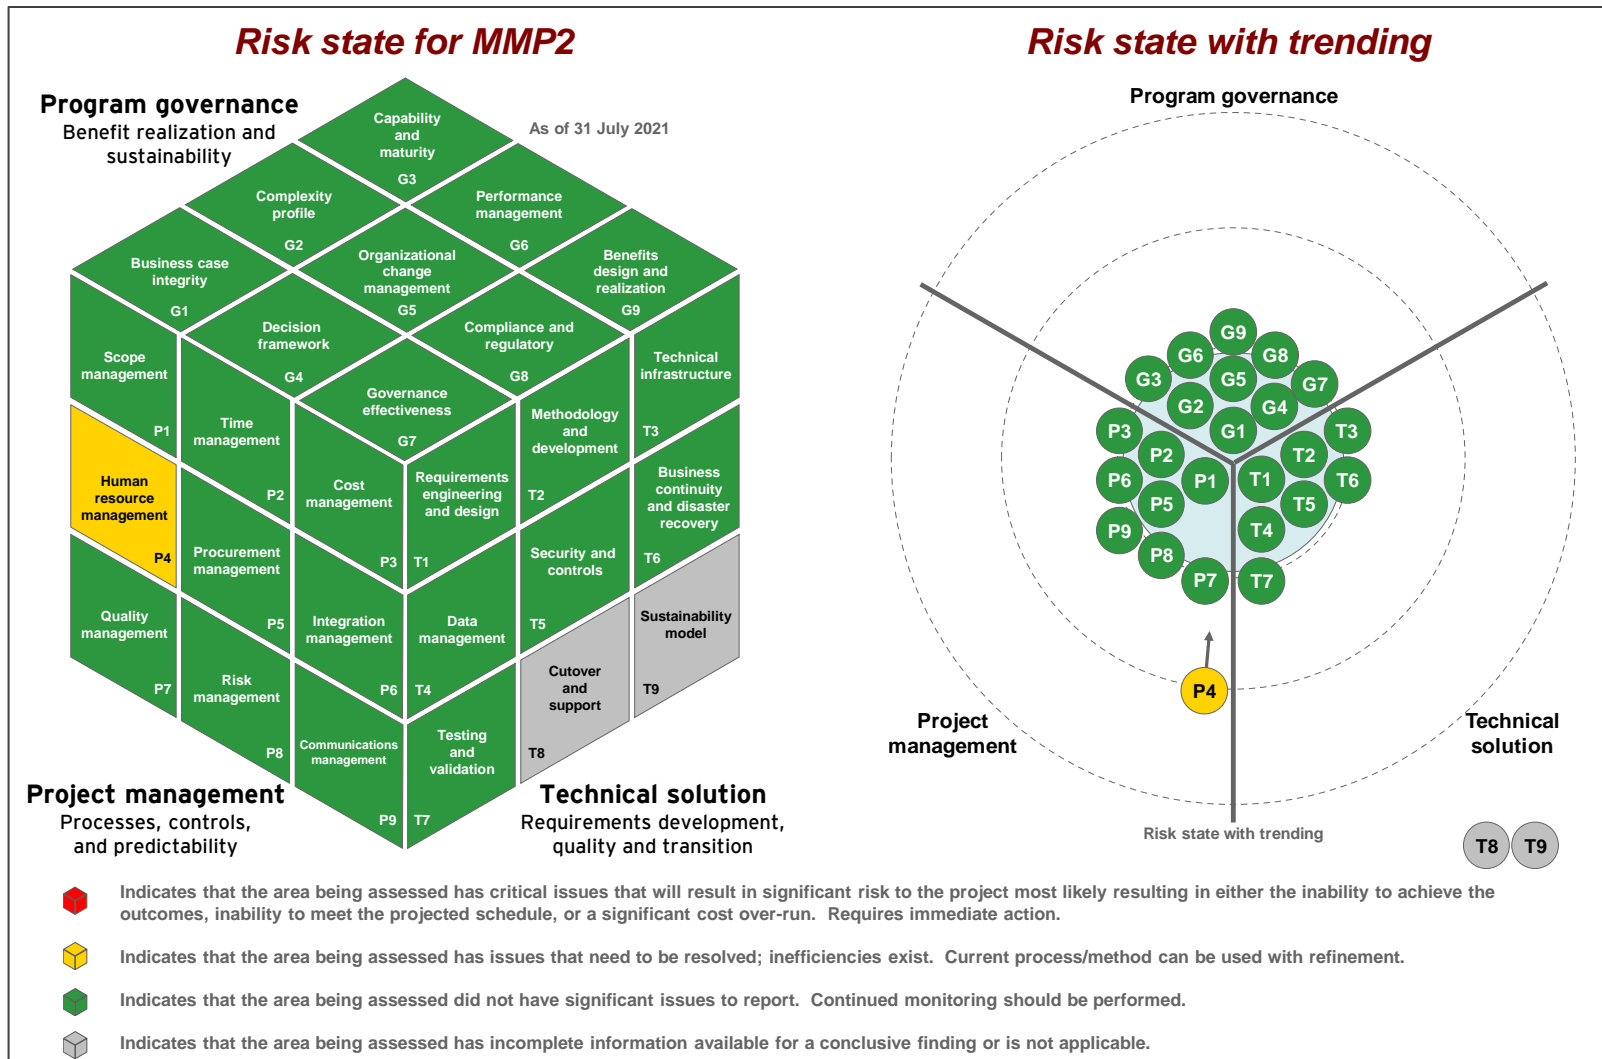 Risk state for MMP2
Program governance
Benefit realization and
sustainability
As of 31 July 2021
Capability
and
maturity
G3
Complexity
profile
G2
Performance
management
G6
Business case
integrity
G1
Organizational
change
management
G5
Benefits
design and
realization
G9
Decision
framework
G4
Compliance and
regulatory
G8
Governance
effectiveness
G7
Scope
management
P1
Time
management
P2
Cost
management
P3
Human
resource
management
P4
Procurement
management
P5
Integration
management
P6
Quality
management
P7
Risk
management
P8
Communications
management
P9
Requirements
engineering
and design
T1
Methodology
and
development
T2
Technical
infrastructure
T3
Data
management
T4
Security and
controls
T5
Business
continuity
and disaster
recovery
T6
Testing
and
validation
T7
Cutover
and
support
T8
Sustainability
model
T9
Project management
Processes, controls,
and predictability
Technical solution
Requirements development,
quality and transition
Risk state with trending
Program governance
G9
G6
G8
G3
G5
G7
G2
G4
G1
P3
P2
P1
P6
P5
P9
P8
P7
P4
T3
T2
T1
T6
T5
T4
T7
Project
management
Technical
solution
Risk state with trending
T8
T9
Indicates that the area being assessed has critical issues that will result in significant risk to the project most likely resulting in either the inability to achieve the
outcomes, inability to meet the projected schedule, or a significant cost over-run.  Requires immediate action.
Indicates that the area being assessed has issues that need to be resolved; inefficiencies exist.  Current process/method can be used with refinement.
Indicates that the area being assessed did not have significant issues to report.  Continued monitoring should be performed.
Indicates that the area being assessed has incomplete information available for a conclusive finding or is not applicable.